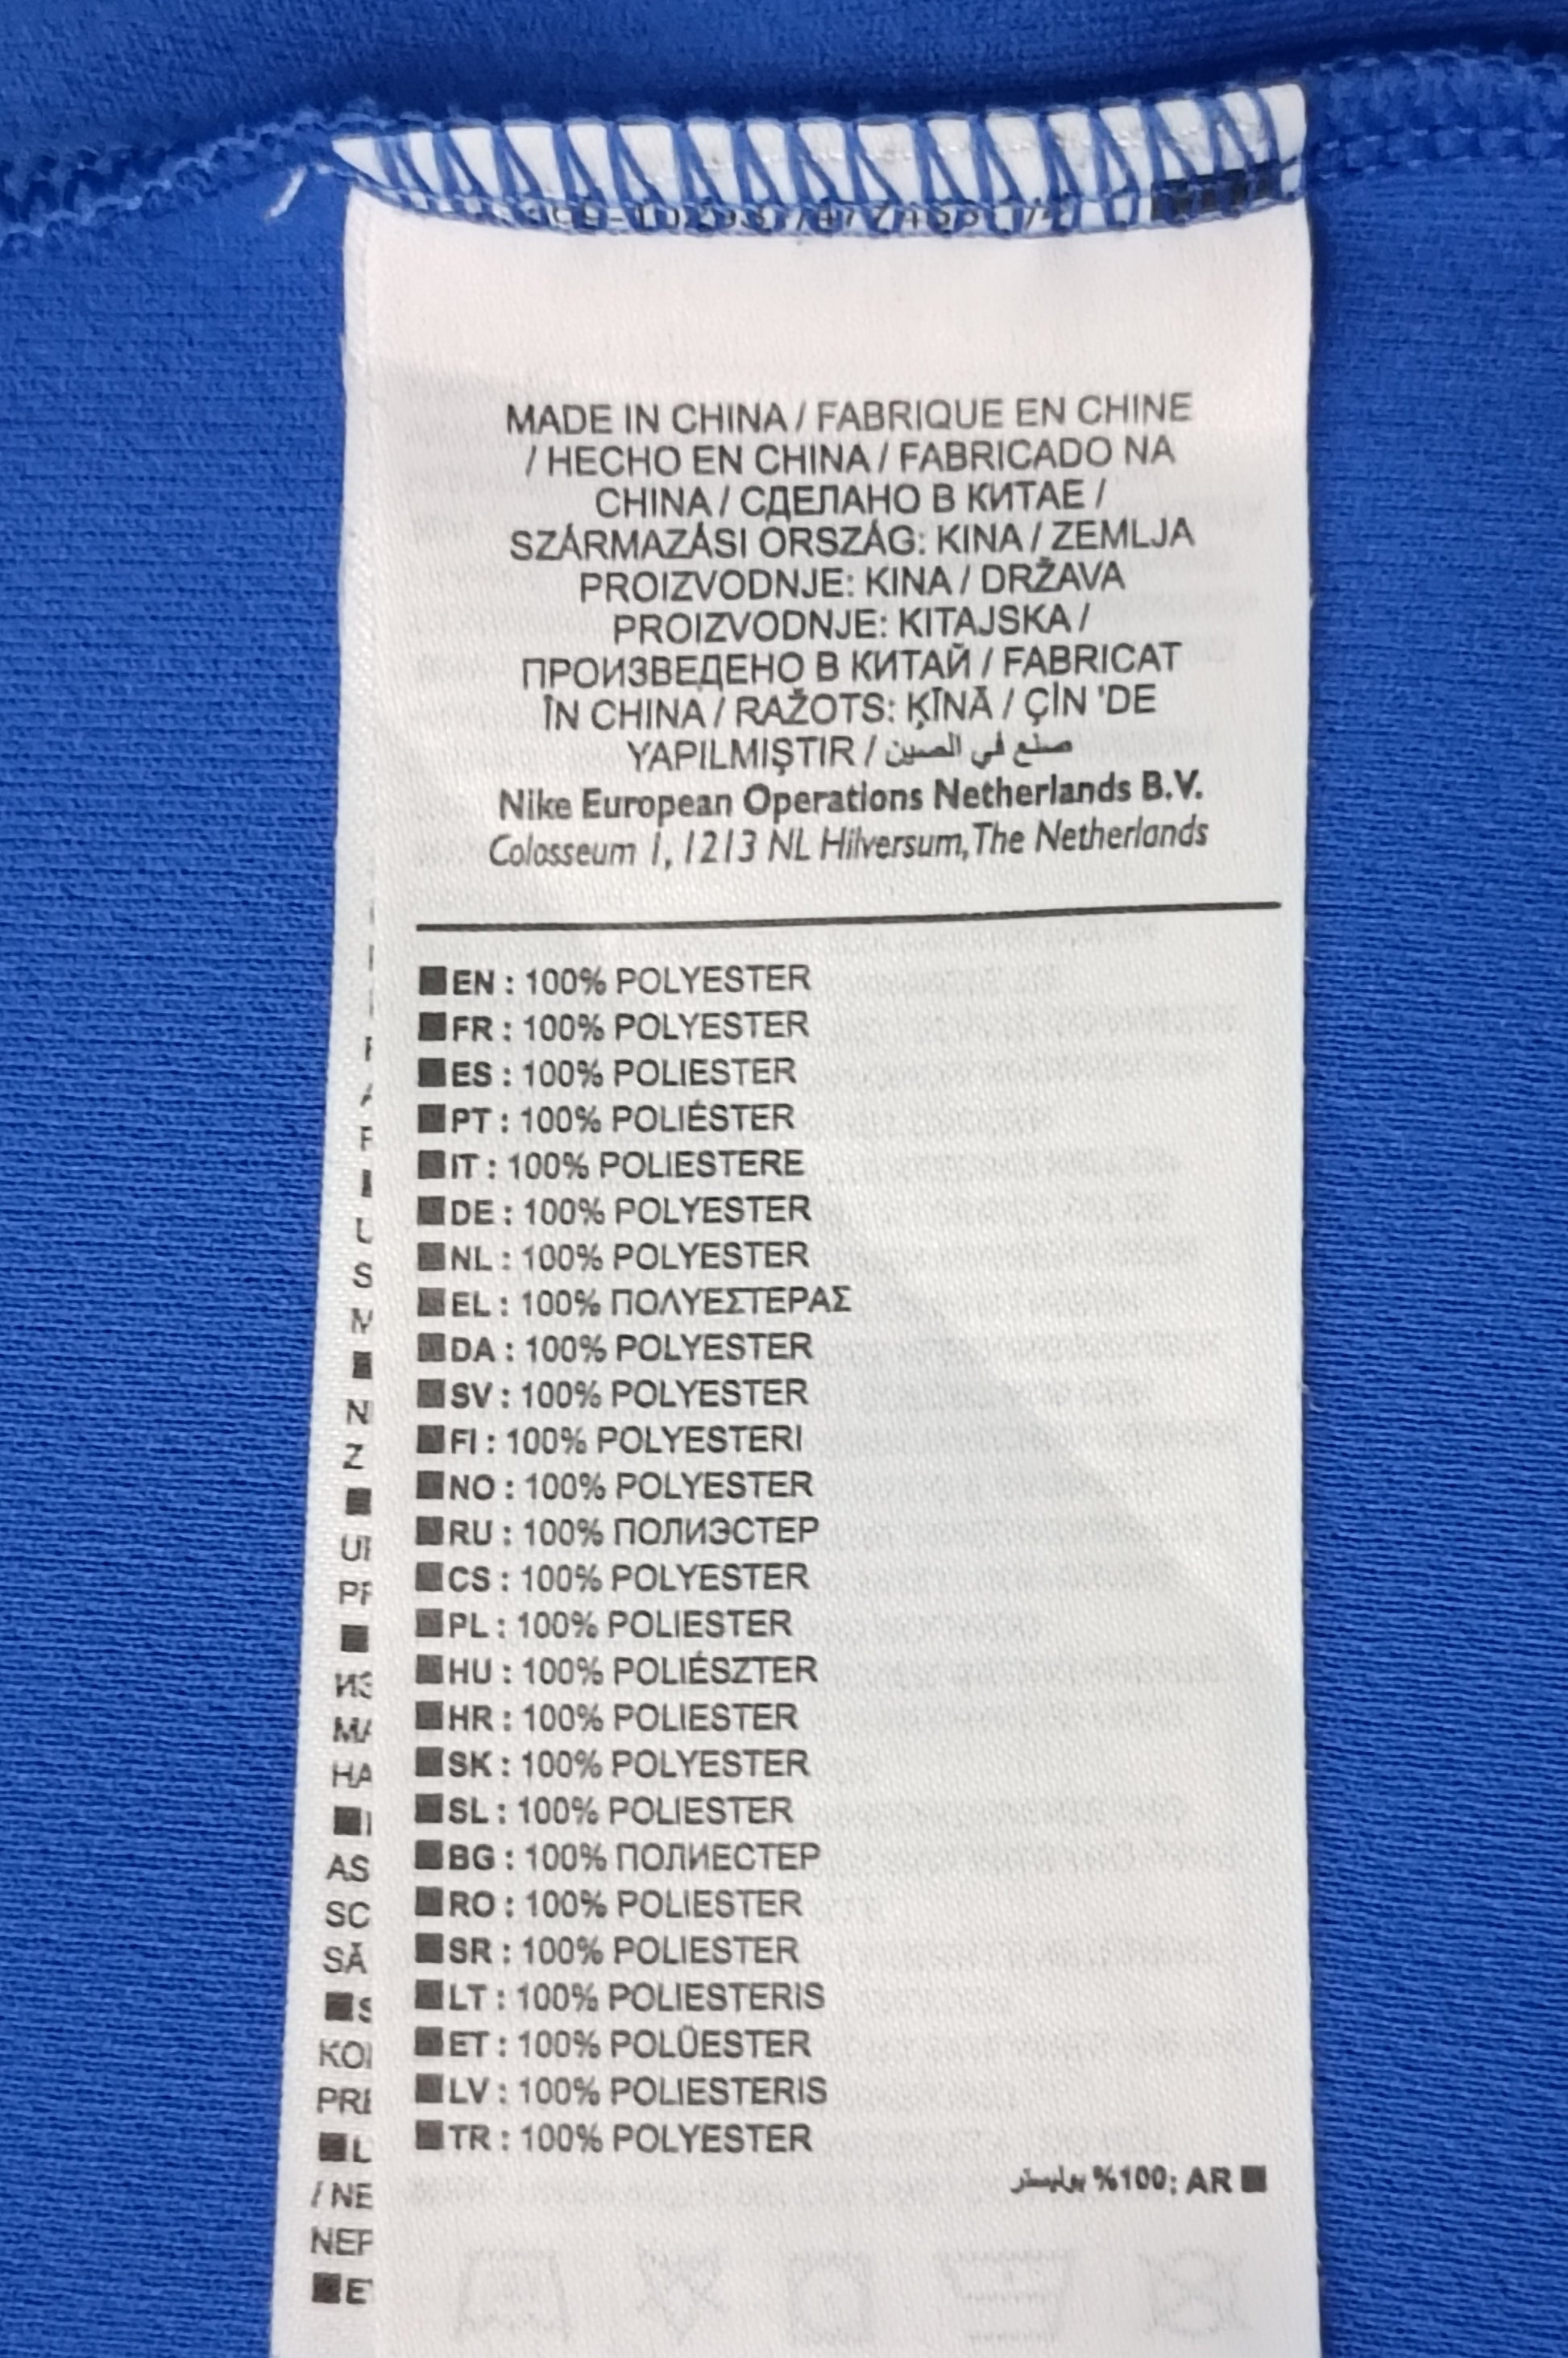 MADE IN CHINA / FABRIQUE EN CHINE
/ HECHO EN CHINA / FABRICADO NA
CHINA / СДЕЛАНО В КИТАЕ /
SZÁRMAZÁSI ORSZÁG: KINA / ZEMLJA
PROIZVODNJE: KINA / DRŽAVA
PROIZVODNJE: KITAJSKA /
ПРОИЗВЕДЕНО В КИТАЙ / FABRICAT
ÎN CHINA / RAŽOTS: ĶĪNĀ / ÇİN 'DE
YAPILMIŞTIR / صنع في الصين
Nike European Operations Netherlands B.V.
Colosseum 1, 1213 NL Hilversum, The Netherlands
■EN : 100% POLYESTER
■FR : 100% POLYESTER
■ES : 100% POLIESTER
■PT : 100% POLIÉSTER
■IT : 100% POLIESTERE
■DE : 100% POLYESTER
■NL : 100% POLYESTER
■EL : 100% ΠΟΛΥΕΣΤΕΡΑΣ
■DA : 100% POLYESTER
■SV : 100% POLYESTER
■FI : 100% POLYESTERI
■NO : 100% POLYESTER
■RU : 100% ПОЛИЭСТЕР
■CS : 100% POLYESTER
■PL : 100% POLIESTER
■HU : 100% POLIÉSZTER
■HR : 100% POLIESTER
■SK : 100% POLYESTER
■SL : 100% POLIESTER
■BG : 100% ПОЛИЕСТЕР
■RO : 100% POLIESTER
■SR : 100% POLIESTER
■LT : 100% POLIESTERIS
■ET : 100% POLÜESTER
■LV : 100% POLIESTERIS
■TR : 100% POLYESTER
■ AR :100% بوليستر